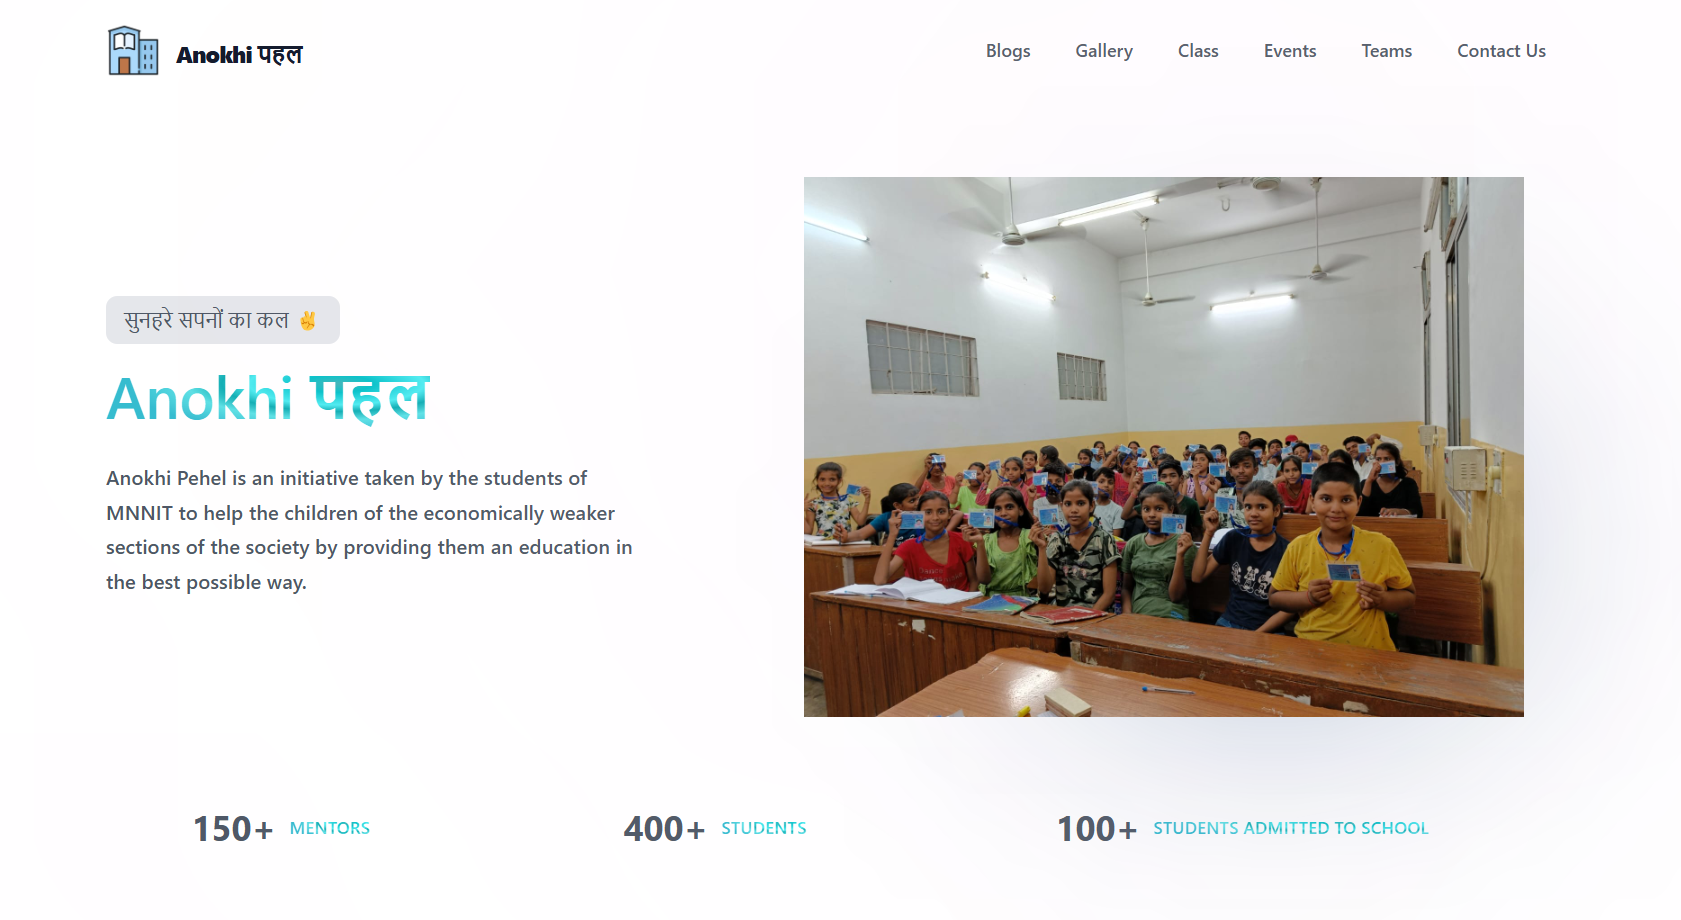 Anokhi पहल
Blogs Gallery Class Events Teams Contact Us
सुनहरे सपनों का कल ✌
Anokhi पहल
Anokhi Pehel is an initiative taken by the students of
MNNIT to help the children of the economically weaker
sections of the society by providing them an education in
the best possible way.
150+ MENTORS
400+ STUDENTS
100+ STUDENTS ADMITTED TO SCHOOL